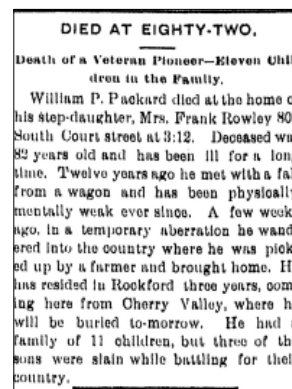 DIED AT EIGHTY-TWO.
Death of a Veteran Pioneer—Eleven Chil
dren in the Family.
William P. Packard died at the home o
his step-daughter, Mrs. Frank Rowley 80
South Court street at 3:12. Deceased wa
82 years old and has been ill for a lon
time. Twelve years ago he met with a fal
from a wagon and has been physicall
mentally weak ever since. A few week
ago, in a temporary aberration he wand
ered into the country where he was pick
ed up by a farmer and brought home. H
has resided in Rockford three years, com
ing here from Cherry Valley, where h
will be buried to-morrow. He had
family of 11 children, but three of th
sons were slain while battling for thei
country.